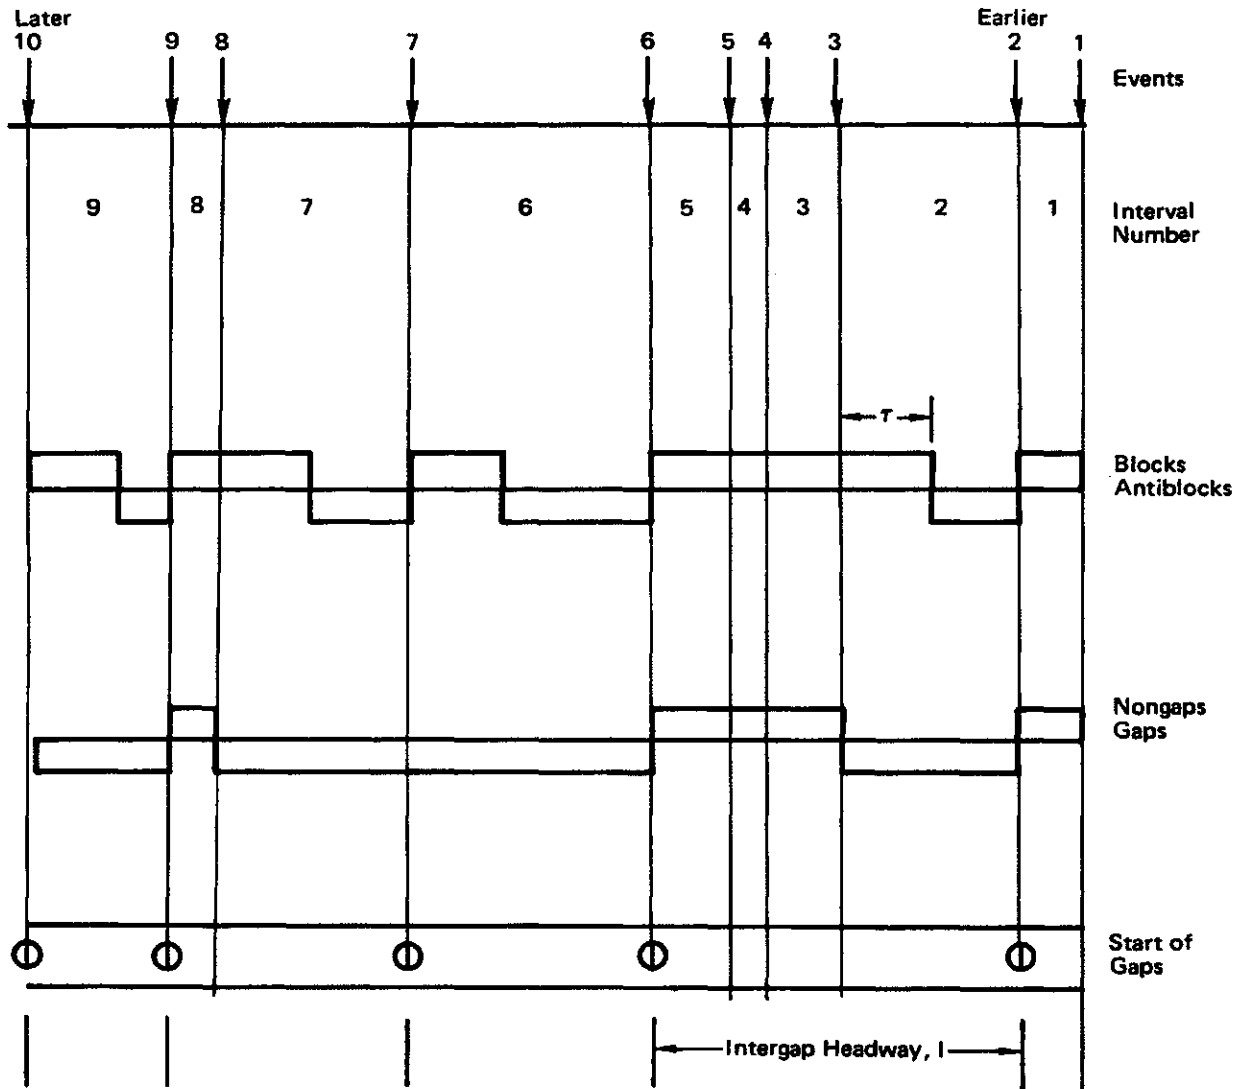 Later
Earlier
10 9 8 7 6 5 4 3 2 1
Events
9 8 7 6 5 4 3 2 1
Interval
Number
τ
Blocks
Antiblocks
Nongaps
Gaps
Start of
Gaps
Intergap Headway, I